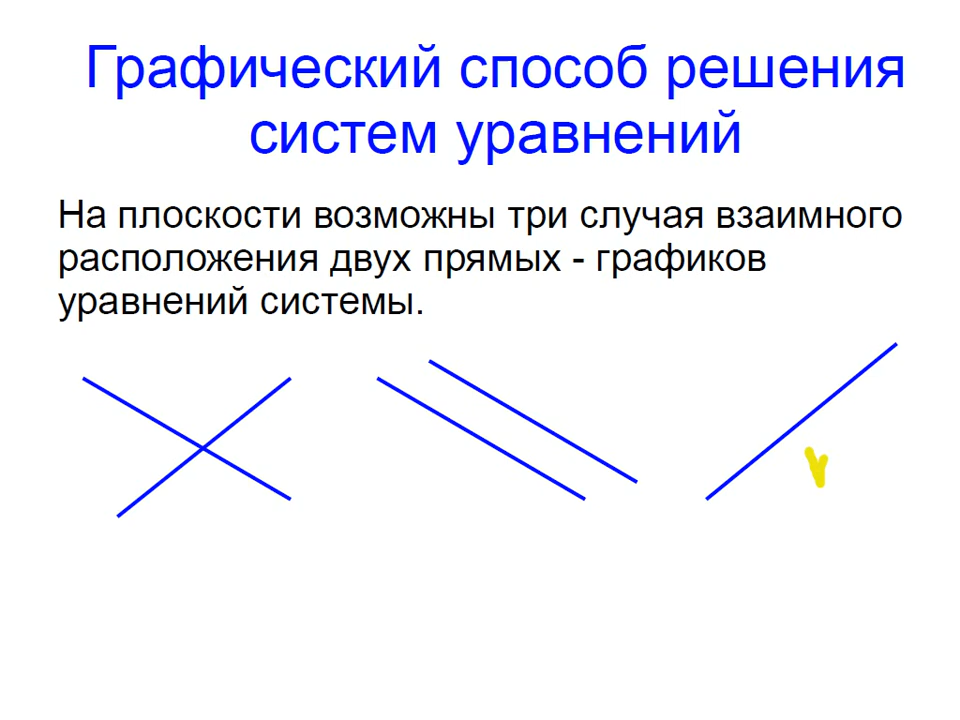 Графический способ решения
систем уравнений
На плоскости возможны три случая взаимного
расположения двух прямых - графиков
уравнений системы.